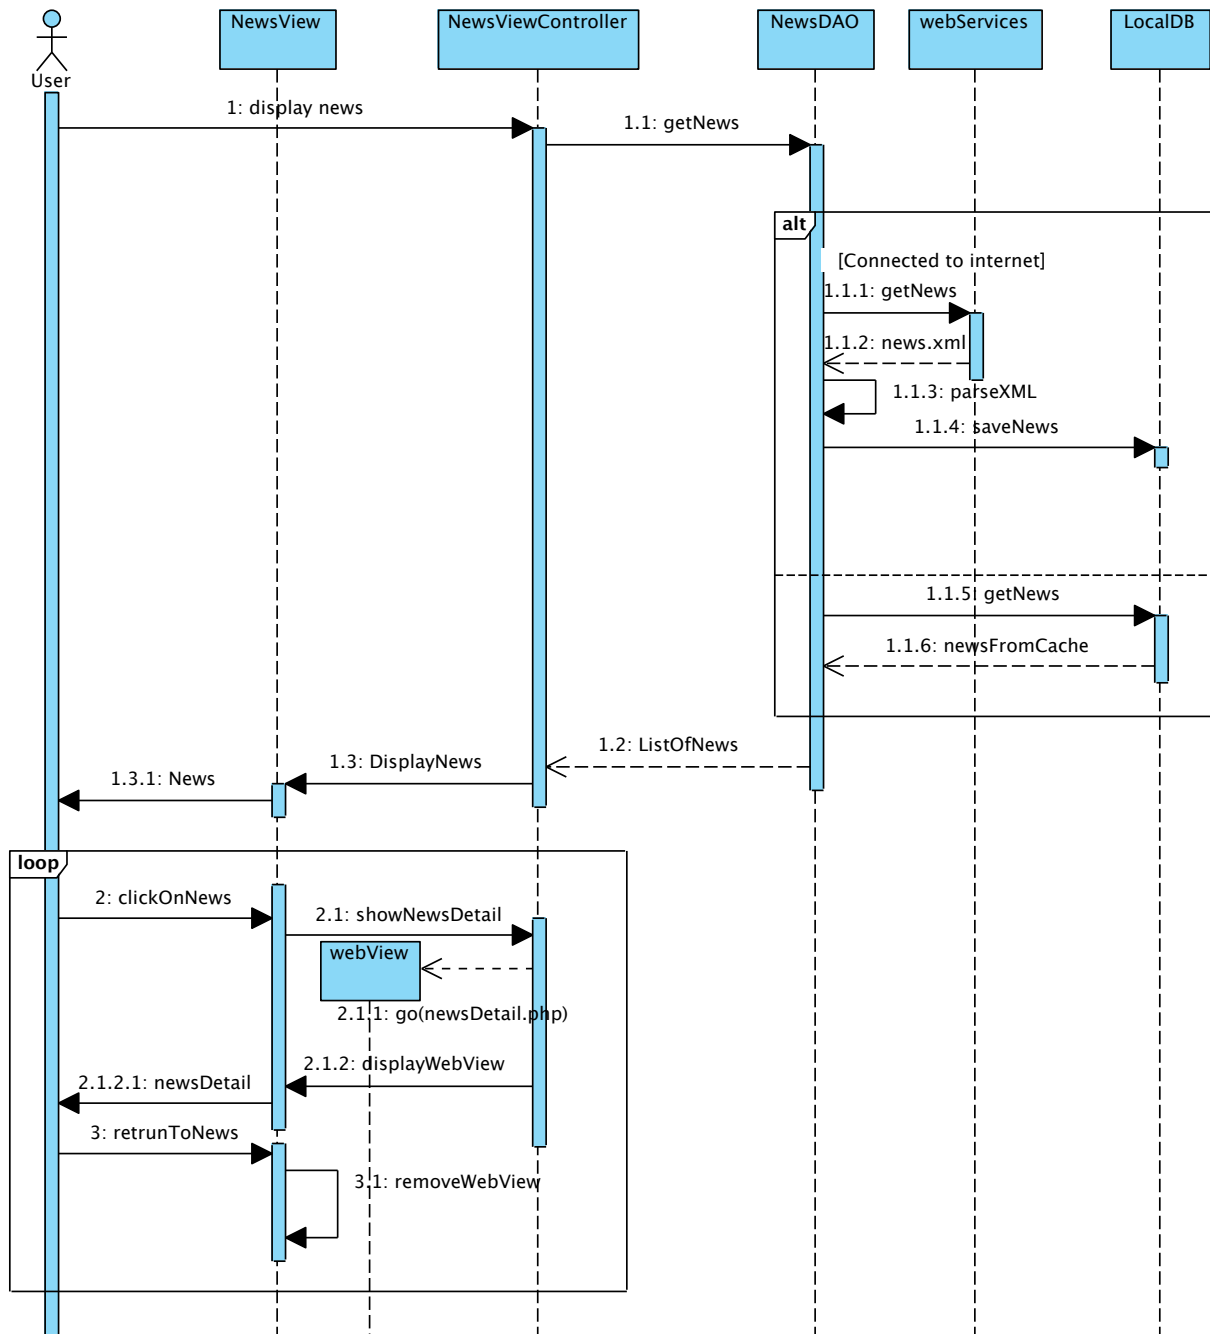 NewsView
NewsViewController
NewsDAO
webServices
LocalDB
User
1: display news
1.1: getNews
alt
[Connected to internet]
1.1.1: getNews
1.1.2: news.xml
1.1.3: parseXML
1.1.4: saveNews
1.1.5: getNews
1.1.6: newsFromCache
1.2: ListOfNews
1.3: DisplayNews
1.3.1: News
loop
2: clickOnNews
2.1: showNewsDetail
webView
2.1.1: go(newsDetail.php)
2.1.2: displayWebView
2.1.2.1: newsDetail
3: retrunToNews
3.1: removeWebView